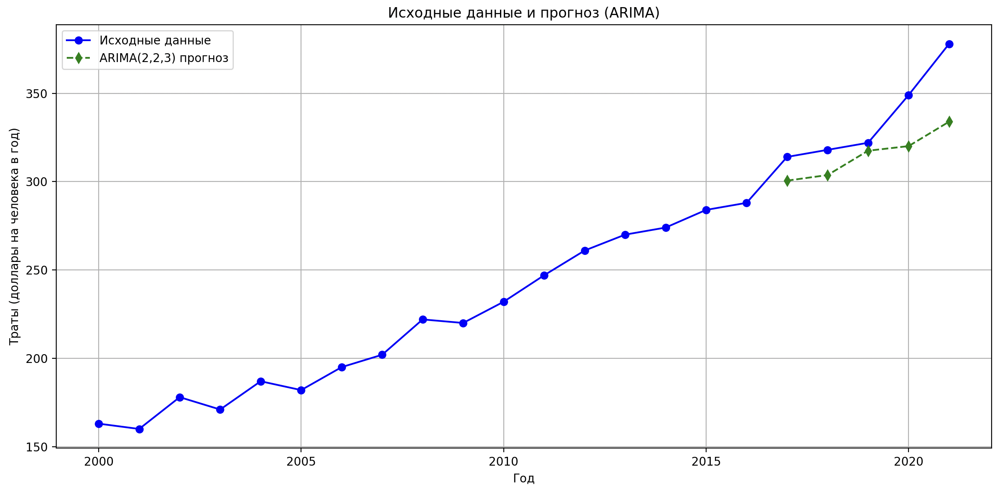 Исходные данные и прогноз (ARIMA)
Исходные данные
ARIMA(2,2,3) прогноз
Траты (доллары на человека в год)
350
300
250
200
150
2000 2005 2010 2015 2020
Год